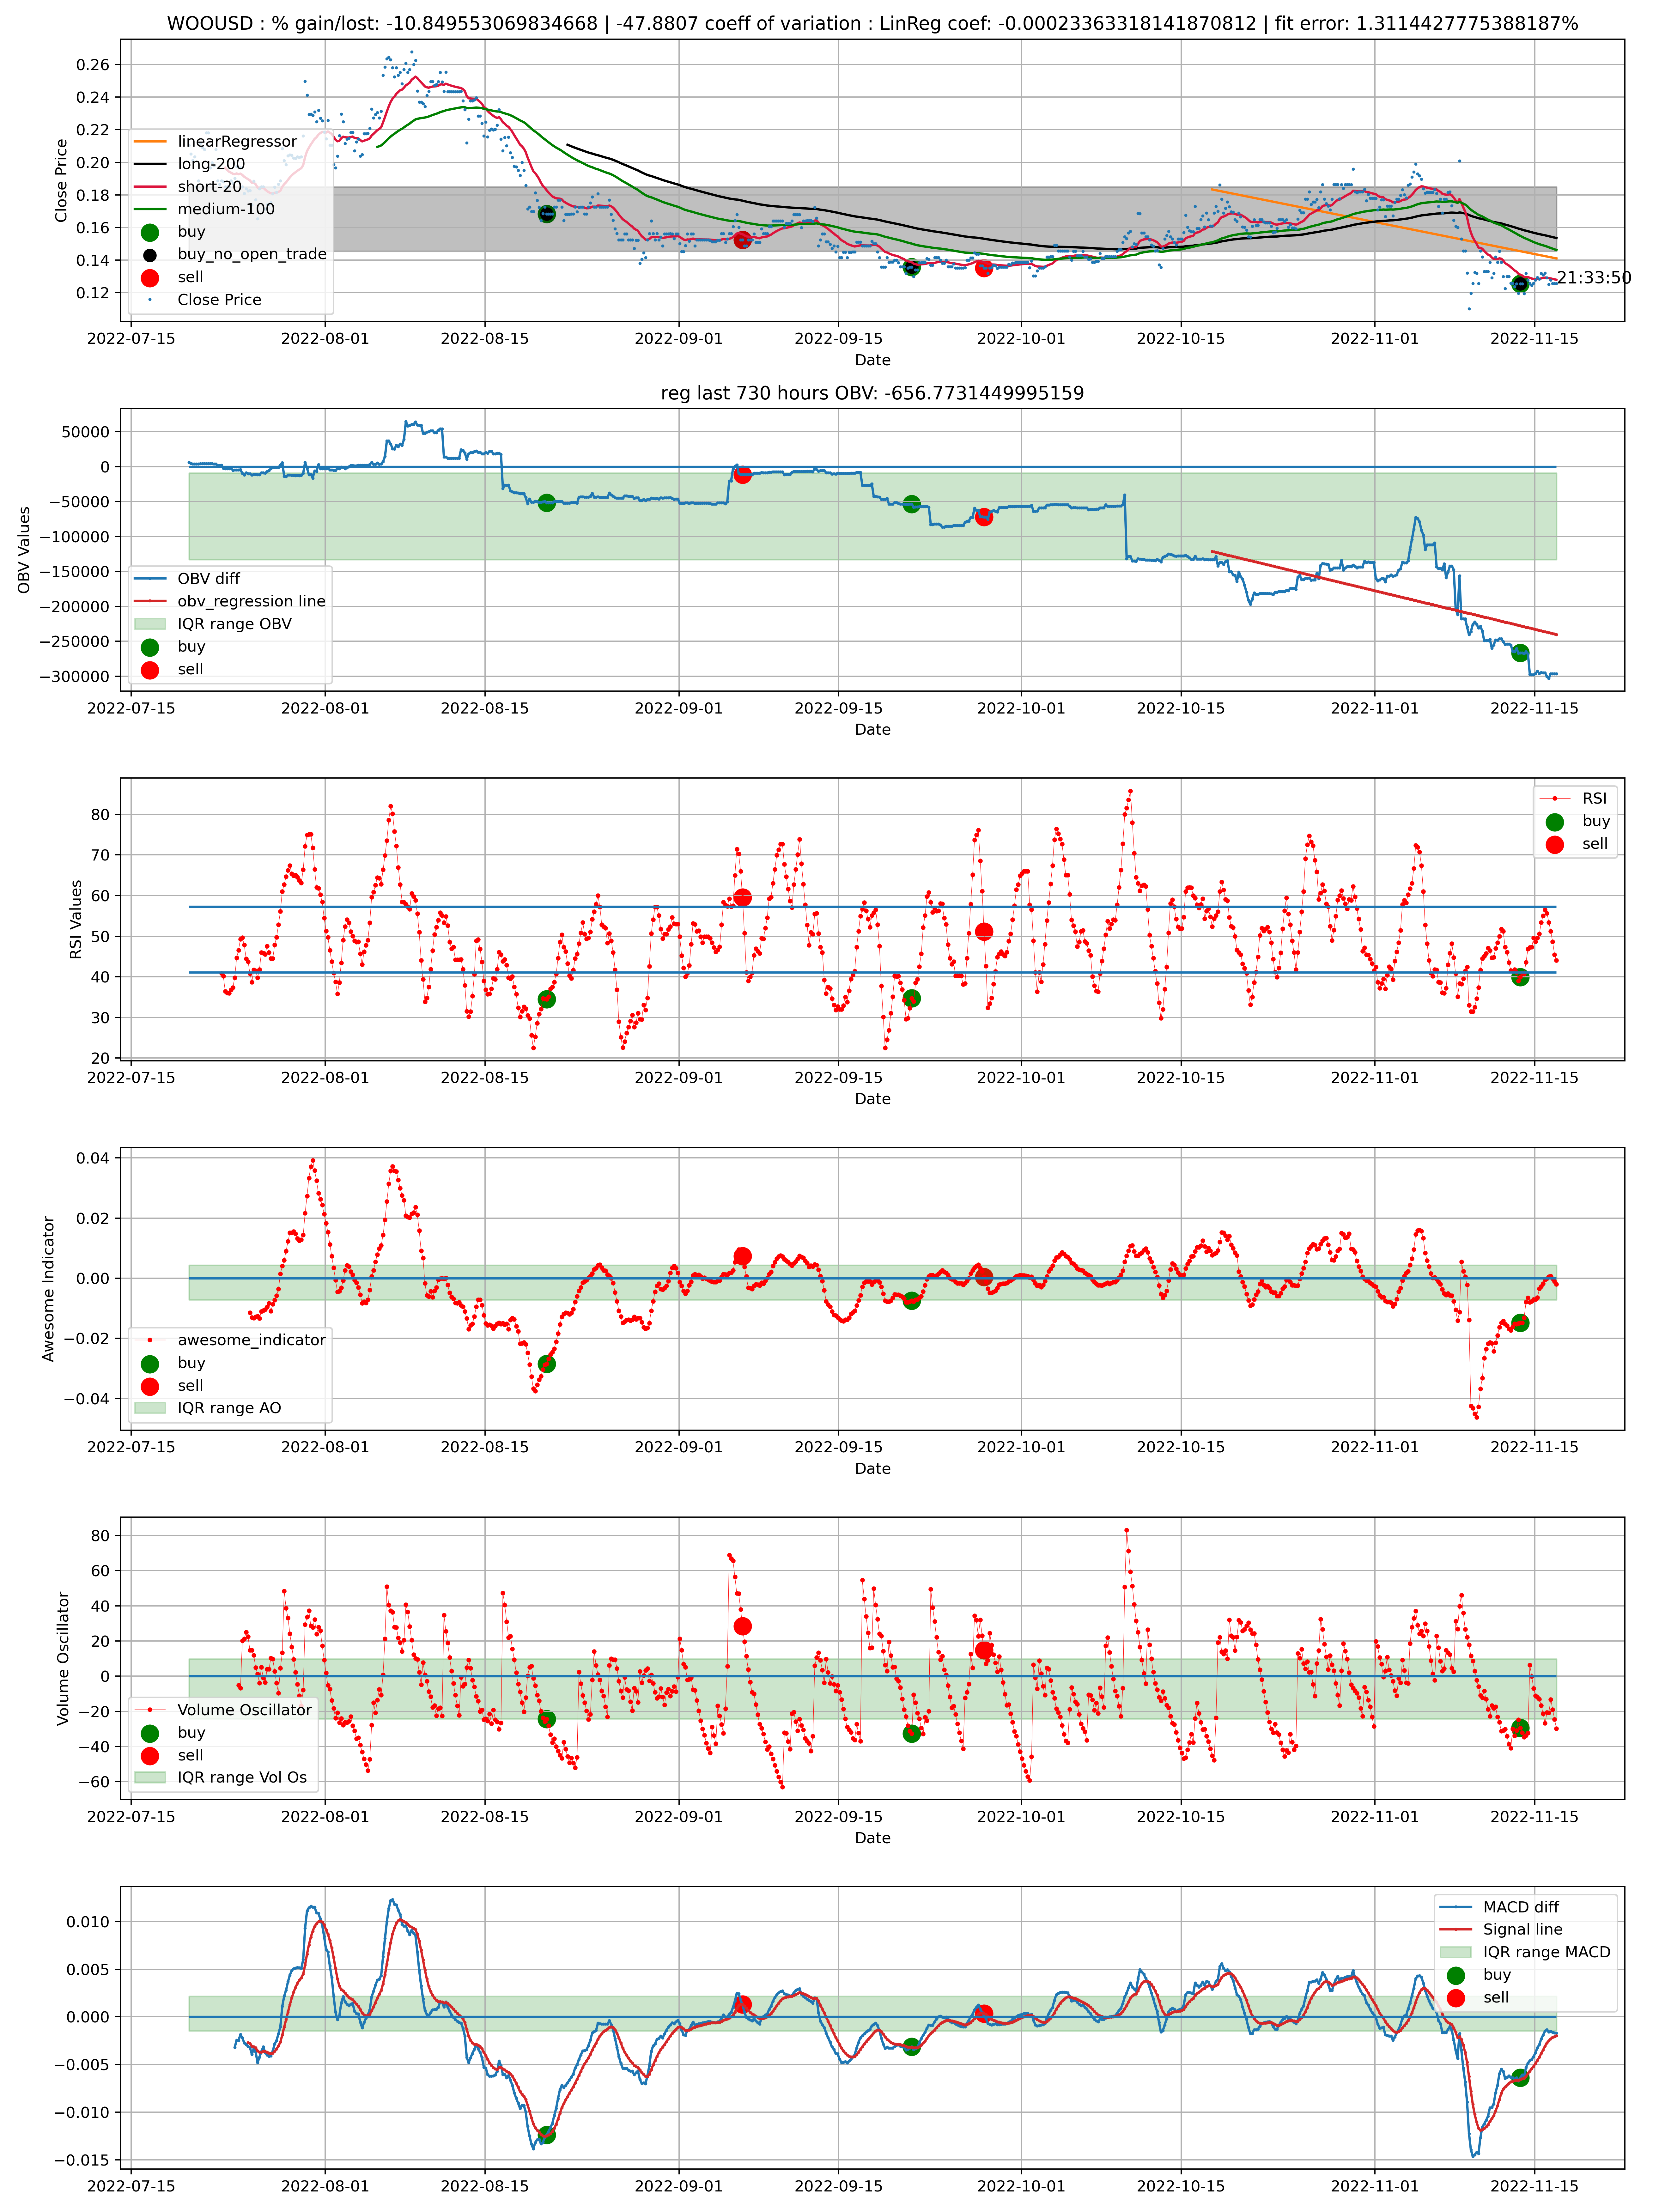 WOOUSD : % gain/lost: -10.849553069834668 | -47.8807 coeff of variation : LinReg coef: -0.00023363318141870812 | fit error: 1.3114427775388187%
Close Price
0.26
0.24
0.22
0.20
0.18
0.16
0.14
0.12
linearRegressor
long-200
short-20
medium-100
buy
buy_no_open_trade
sell
Close Price
21:33:50
2022-07-15 2022-08-01 2022-08-15 2022-09-01 2022-09-15 2022-10-01 2022-10-15 2022-11-01 2022-11-15
Date
reg last 730 hours OBV: -656.7731449995159
OBV Values
50000
0
−50000
−100000
−150000
−200000
−250000
−300000
OBV diff
obv_regression line
IQR range OBV
buy
sell
2022-07-15 2022-08-01 2022-08-15 2022-09-01 2022-09-15 2022-10-01 2022-10-15 2022-11-01 2022-11-15
Date
RSI Values
80
70
60
50
40
30
20
RSI
buy
sell
2022-07-15 2022-08-01 2022-08-15 2022-09-01 2022-09-15 2022-10-01 2022-10-15 2022-11-01 2022-11-15
Date
Awesome Indicator
0.04
0.02
0.00
−0.02
−0.04
awesome_indicator
buy
sell
IQR range AO
2022-07-15 2022-08-01 2022-08-15 2022-09-01 2022-09-15 2022-10-01 2022-10-15 2022-11-01 2022-11-15
Date
Volume Oscillator
80
60
40
20
0
−20
−40
−60
Volume Oscillator
buy
sell
IQR range Vol Os
2022-07-15 2022-08-01 2022-08-15 2022-09-01 2022-09-15 2022-10-01 2022-10-15 2022-11-01 2022-11-15
Date
0.010
0.005
0.000
−0.005
−0.010
−0.015
MACD diff
Signal line
IQR range MACD
buy
sell
2022-07-15 2022-08-01 2022-08-15 2022-09-01 2022-09-15 2022-10-01 2022-10-15 2022-11-01 2022-11-15